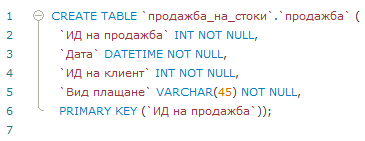 1 CREATE TABLE `продажба_на_стоки`.`продажба` (
2 `ИД на продажба` INT NOT NULL,
3 `Дата` DATETIME NOT NULL,
4 `ИД на клиент` INT NOT NULL,
5 `Вид плащане` VARCHAR(45) NOT NULL,
6 PRIMARY KEY (`ИД на продажба`));
7